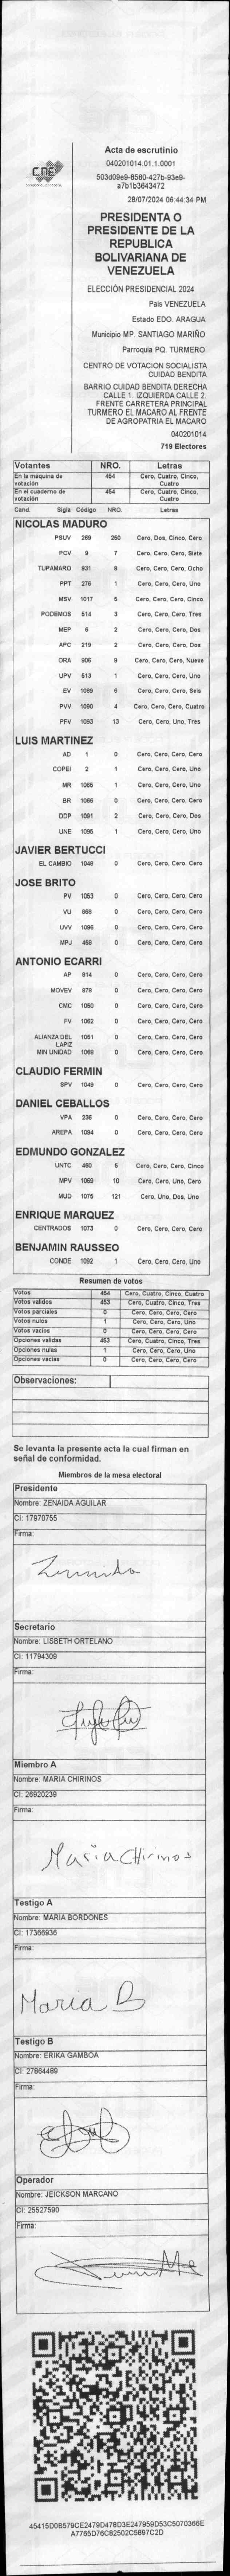 Acta de escrutinio
040201014.01.1.0001
503d09e9-8580-427b-93e9-
a7b1b3643472
28/07/2024 06:44:34 PM
PRESIDENTA O
PRESIDENTE DE LA
REPUBLICA
BOLIVARIANA DE
VENEZUELA
ELECCIÓN PRESIDENCIAL 2024
Pais VENEZUELA
Estado EDO. ARAGUA
Municipio MP. SANTIAGO MARIÑO
Parroquia PQ. TURMERO
CENTRO DE VOTACION SOCIALISTA
CUIDAD BENDITA
BARRIO CUIDAD BENDITA DERECHA
CALLE 1. IZQUIERDA CALLE 2.
FRENTE CARRETERA PRINCIPAL
TURMERO EL MACARO AL FRENTE
DE AGROPATRIA EL MACARO
040201014
719 Electores
Votantes NRO. Letras
En la máquina de votación 454 Cero, Cuatro, Cinco, Cuatro
En el cuaderno de votación 454 Cero, Cuatro, Cinco, Cuatro
Cand. Sigla Código NRO. Letras
NICOLAS MADURO
PSUV 269 250 Cero, Dos, Cinco, Cero
PCV 9 7 Cero, Cero, Cero, Siete
TUPAMARO 931 8 Cero, Cero, Cero, Ocho
PPT 276 1 Cero, Cero, Cero, Uno
MSV 1017 5 Cero, Cero, Cero, Cinco
PODEMOS 514 3 Cero, Cero, Cero, Tres
MEP 6 2 Cero, Cero, Cero, Dos
APC 219 2 Cero, Cero, Cero, Dos
ORA 906 9 Cero, Cero, Cero, Nueve
UPV 513 1 Cero, Cero, Cero, Uno
EV 1089 6 Cero, Cero, Cero, Seis
PVV 1090 4 Cero, Cero, Cero, Cuatro
PFV 1093 13 Cero, Cero, Uno, Tres
LUIS MARTINEZ
AD 1 0 Cero, Cero, Cero, Cero
COPEI 2 1 Cero, Cero, Cero, Uno
MR 1065 1 Cero, Cero, Cero, Uno
BR 1066 0 Cero, Cero, Cero, Cero
DDP 1091 2 Cero, Cero, Cero, Dos
UNE 1095 1 Cero, Cero, Cero, Uno
JAVIER BERTUCCI
EL CAMBIO 1048 0 Cero, Cero, Cero, Cero
JOSE BRITO
PV 1053 0 Cero, Cero, Cero, Cero
VU 868 0 Cero, Cero, Cero, Cero
UVV 1096 0 Cero, Cero, Cero, Cero
MPJ 458 0 Cero, Cero, Cero, Cero
ANTONIO ECARRI
AP 814 0 Cero, Cero, Cero, Cero
MOVEV 878 0 Cero, Cero, Cero, Cero
CMC 1050 0 Cero, Cero, Cero, Cero
FV 1062 0 Cero, Cero, Cero, Cero
ALIANZA DEL LAPIZ 1051 0 Cero, Cero, Cero, Cero
MIN UNIDAD 1088 0 Cero, Cero, Cero, Cero
CLAUDIO FERMIN
SPV 1049 0 Cero, Cero, Cero, Cero
DANIEL CEBALLOS
VPA 236 0 Cero, Cero, Cero, Cero
AREPA 1094 0 Cero, Cero, Cero, Cero
EDMUNDO GONZALEZ
UNTC 460 5 Cero, Cero, Cero, Cinco
MPV 1069 10 Cero, Cero, Uno, Cero
MUD 1075 121 Cero, Uno, Dos, Uno
ENRIQUE MARQUEZ
CENTRADOS 1073 0 Cero, Cero, Cero, Cero
BENJAMIN RAUSSEO
CONDE 1092 1 Cero, Cero, Cero, Uno
Resumen de votos
Votos 454 Cero, Cuatro, Cinco, Cuatro
Votos validos 453 Cero, Cuatro, Cinco, Tres
Votos parciales 0 Cero, Cero, Cero, Cero
Votos nulos 1 Cero, Cero, Cero, Uno
Votos vacios 0 Cero, Cero, Cero, Cero
Opciones validas 453 Cero, Cuatro, Cinco, Tres
Opciones nulas 1 Cero, Cero, Cero, Uno
Opciones vacias 0 Cero, Cero, Cero, Cero
Observaciones:
Se levanta la presente acta la cual firman en
señal de conformidad.
Miembros de la mesa electoral
Presidente
Nombre: ZENAIDA AGUILAR
CI: 17970755
Firma:
Secretario
Nombre: LISBETH ORTELANO
CI: 11794309
Firma:
Miembro A
Nombre: MARIA CHIRINOS
CI: 26920239
Firma:
Maria Chirinos
Testigo A
Nombre: MARIA BORDONES
CI: 17366936
Firma:
Maria B
Testigo B
Nombre: ERIKA GAMBOA
CI: 27864489
Firma:
Operador
Nombre: JEICKSON MARCANO
CI: 25527590
Firma:
45415D0B579CE2479D478D3E247959D53C5070366E
A7765D76C82502C5897C2D